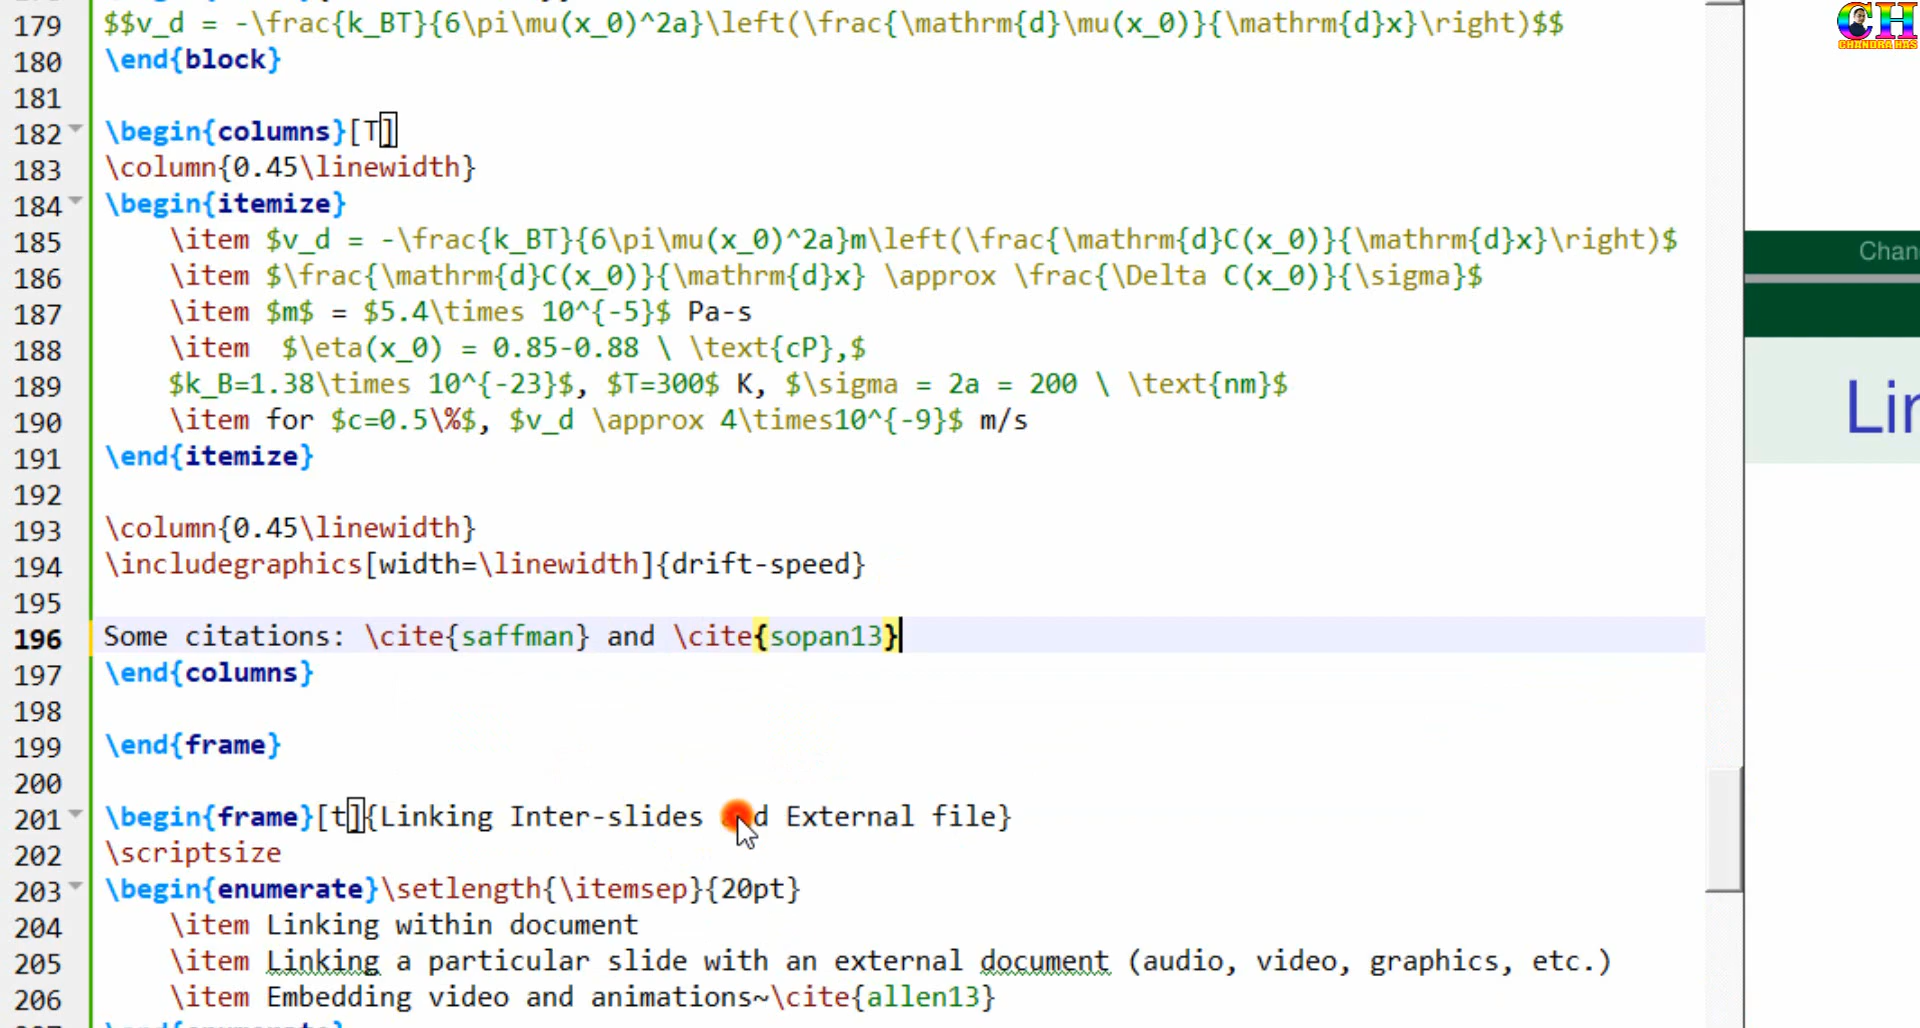 179 $$v_d = -\frac{k_BT}{6\pi\mu(x_0)^2a}\left(\frac{\mathrm{d}\mu(x_0)}{\mathrm{d}x}\right)$$
180 \end{block}
181
182 \begin{columns}[T]
183 \column{0.45\linewidth}
184 \begin{itemize}
185 \item $v_d = -\frac{k_BT}{6\pi\mu(x_0)^2a}m\left(\frac{\mathrm{d}C(x_0)}{\mathrm{d}x}\right)$
186 \item $\frac{\mathrm{d}C(x_0)}{\mathrm{d}x} \approx \frac{\Delta C(x_0)}{\sigma}$
187 \item $m$ = $5.4\times 10^{-5}$ Pa-s
188 \item  $\eta(x_0) = 0.85-0.88 \ \text{cP},$
189 $k_B=1.38\times 10^{-23}$, $T=300$ K, $\sigma = 2a = 200 \ \text{nm}$
190 \item for $c=0.5\%$, $v_d \approx 4\times10^{-9}$ m/s
191 \end{itemize}
192
193 \column{0.45\linewidth}
194 \includegraphics[width=\linewidth]{drift-speed}
195
196 Some citations: \cite{saffman} and \cite{sopan13}
197 \end{columns}
198
199 \end{frame}
200
201 \begin{frame}[t]{Linking Inter-slides d External file}
202 \scriptsize
203 \begin{enumerate}\setlength{\itemsep}{20pt}
204 \item Linking within document
205 \item Linking a particular slide with an external document (audio, video, graphics, etc.)
206 \item Embedding video and animations~\cite{allen13}
CH
CHANDRA HAS
Chan
Lin